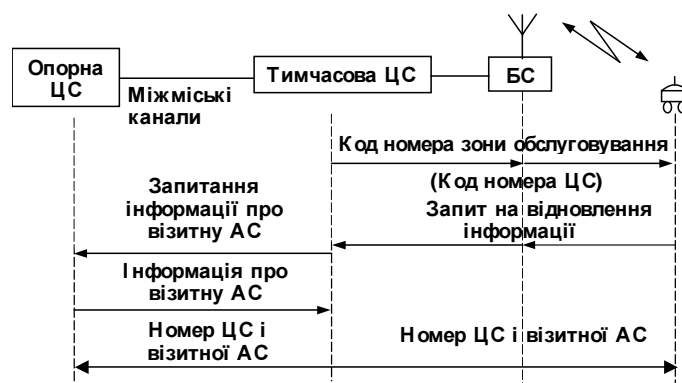 Опорна
ЦС
Міжміські
канали
Тимчасова ЦС
БС
Код номера зони обслуговування
(Код номера ЦС)
Запитання
інформації про
візитну АС
Запит на відновлення
інформації
Інформація про
візитну АС
Номер ЦС і
візитної АС
Номер ЦС і візитної АС